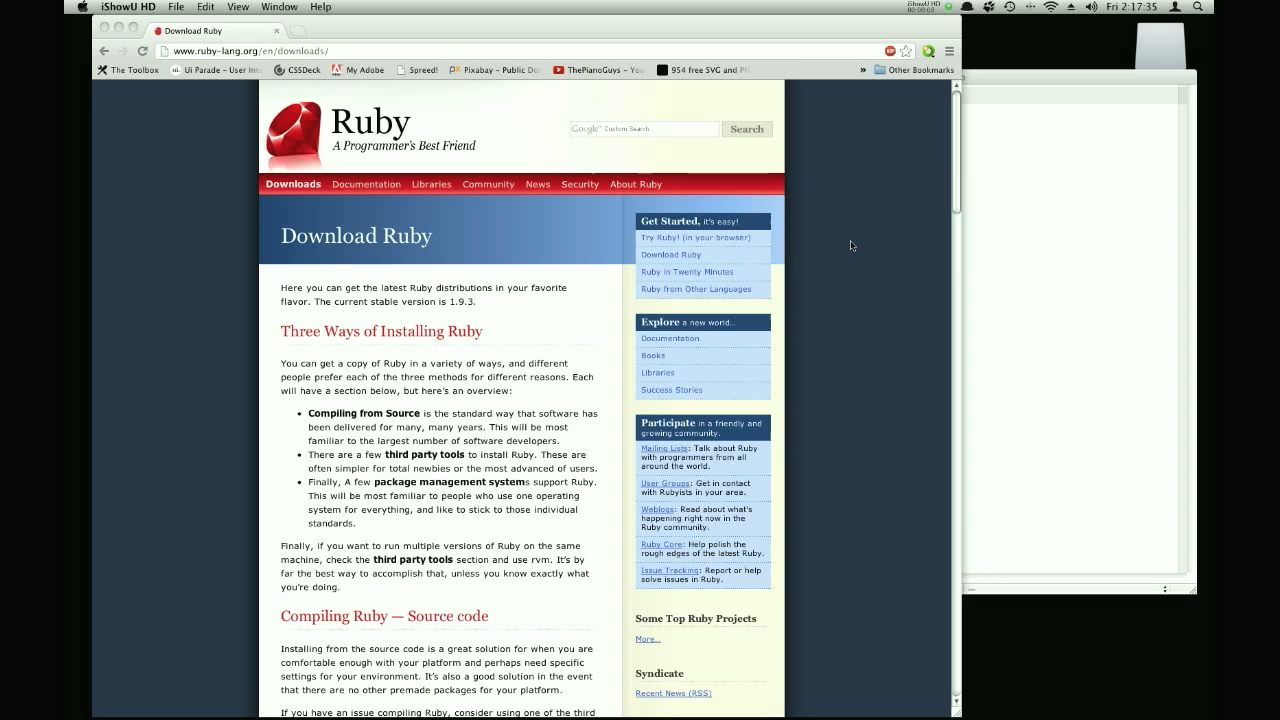 iShowU HD File Edit View Window Help
iShowU HD
00:00:08
Fri 2:17:35
Download Ruby
www.ruby-lang.org/en/downloads/
The Toolbox
Ui Parade – User Inte
CSSDeck
My Adobe
Spreed!
Pixabay - Public Don
ThePianoGuys – You
954 free SVG and PN
» Other Bookmarks
Ruby
A Programmer's Best Friend
Google™ Custom Search
Search
Downloads Documentation Libraries Community News Security About Ruby
Download Ruby
Here you can get the latest Ruby distributions in your favorite
flavor. The current stable version is 1.9.3.
Three Ways of Installing Ruby
You can get a copy of Ruby in a variety of ways, and different
people prefer each of the three methods for different reasons. Each
will have a section below, but here's an overview:
• Compiling from Source is the standard way that software has
been delivered for many, many years. This will be most
familiar to the largest number of software developers.
• There are a few third party tools to install Ruby. These are
often simpler for total newbies or the most advanced of users.
• Finally, A few package management systems support Ruby.
This will be most familiar to people who use one operating
system for everything, and like to stick to those individual
standards.
Finally, if you want to run multiple versions of Ruby on the same
machine, check the third party tools section and use rvm. It's by
far the best way to accomplish that, unless you know exactly what
you're doing.
Compiling Ruby — Source code
Installing from the source code is a great solution for when you are
comfortable enough with your platform and perhaps need specific
settings for your environment. It's also a good solution in the event
that there are no other premade packages for your platform.
If you have an issue compiling Ruby, consider using one of the third
Get Started, it's easy!
Try Ruby! (in your browser)
Download Ruby
Ruby in Twenty Minutes
Ruby from Other Languages
Explore a new world...
Documentation
Books
Libraries
Success Stories
Participate in a friendly and
growing community.
Mailing Lists: Talk about Ruby
with programmers from all
around the world.
User Groups: Get in contact
with Rubyists in your area.
Weblogs: Read about what's
happening right now in the
Ruby community.
Ruby Core: Help polish the
rough edges of the latest Ruby.
Issue Tracking: Report or help
solve issues in Ruby.
Some Top Ruby Projects
More...
Syndicate
Recent News (RSS)